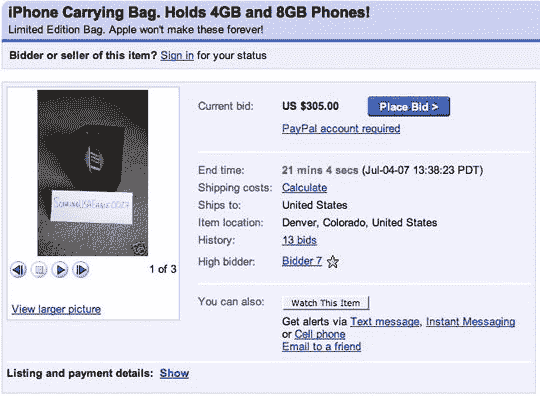 iPhone Carrying Bag. Holds 4GB and 8GB Phones!
Limited Edition Bag. Apple won't make these forever!
Bidder or seller of this item? Sign in for your status
Current bid: US $305.00 Place Bid >
PayPal account required
End time: 21 mins 4 secs (Jul-04-07 13:38:23 PDT)
Shipping costs: Calculate
Ships to: United States
Item location: Denver, Colorado, United States
History: 13 bids
High bidder: Bidder 7
1 of 3
View larger picture
You can also: Watch This Item
Get alerts via Text message, Instant Messaging
or Cell phone
Email to a friend
Listing and payment details: Show